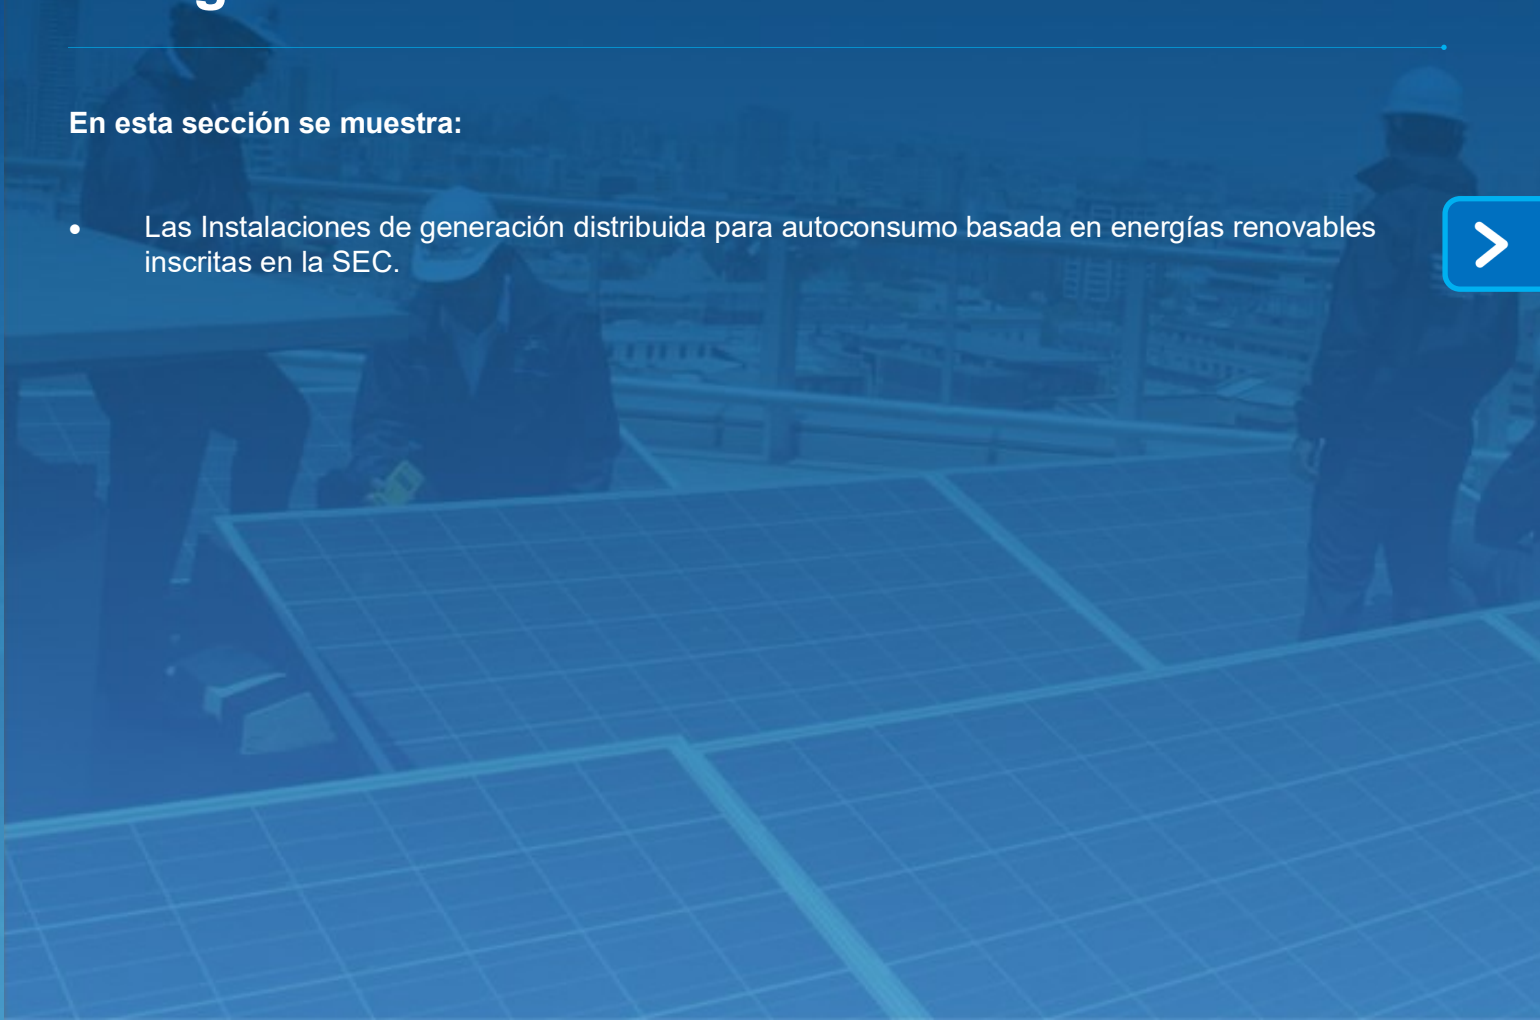 En esta sección se muestra:
• Las Instalaciones de generación distribuida para autoconsumo basada en energías renovables
inscritas en la SEC.